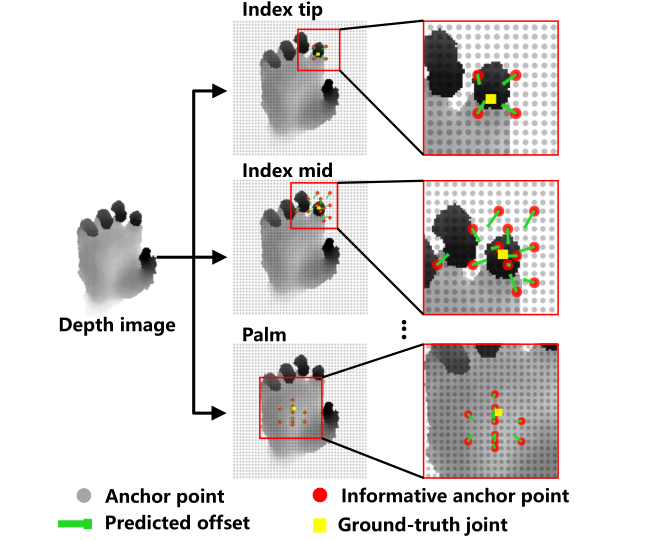 Index tip
Index mid
Depth image
Palm
Anchor point
Informative anchor point
Predicted offset
Ground-truth joint